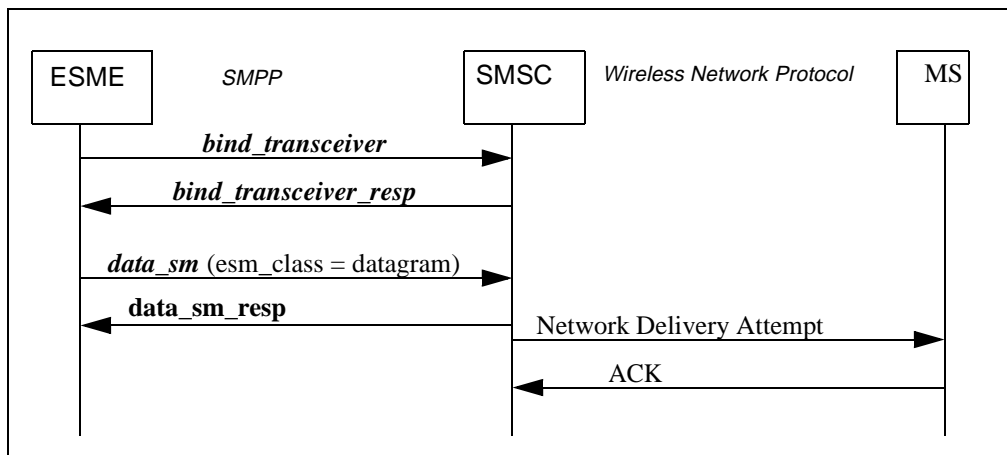 ESME
SMPP
SMSC
Wireless Network Protocol
MS
bind_transceiver
bind_transceiver_resp
data_sm (esm_class = datagram)
data_sm_resp
Network Delivery Attempt
ACK